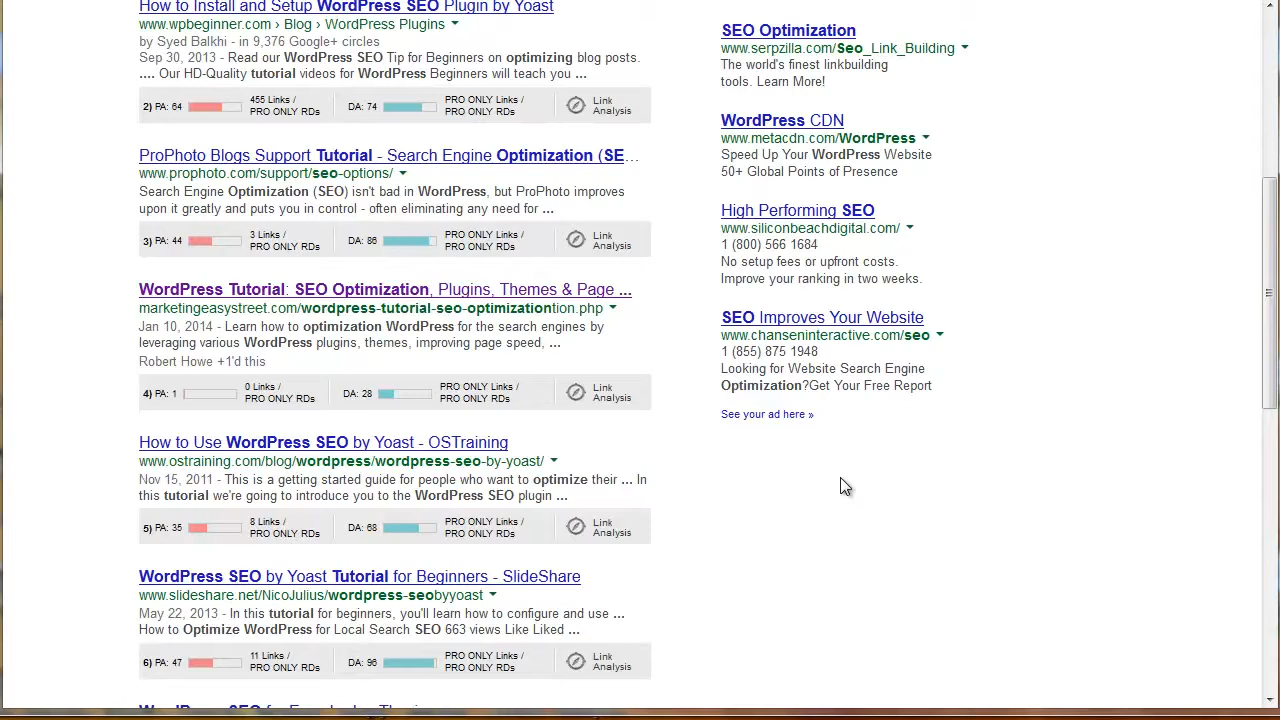 How to Install and Setup WordPress SEO Plugin by Yoast
www.wpbeginner.com › Blog › WordPress Plugins
by Syed Balkhi - in 9,376 Google+ circles
Sep 30, 2013 - Read our WordPress SEO Tip for Beginners on optimizing blog posts.
.... Our HD-Quality tutorial videos for WordPress Beginners will teach you ...
2) PA: 64
455 Links /
PRO ONLY RDs
DA: 74
PRO ONLY Links /
PRO ONLY RDs
Link
Analysis
ProPhoto Blogs Support Tutorial - Search Engine Optimization (SE...
www.prophoto.com/support/seo-options/
Search Engine Optimization (SEO) isn't bad in WordPress, but ProPhoto improves
upon it greatly and puts you in control - often eliminating any need for ...
3) PA: 44
3 Links /
PRO ONLY RDs
DA: 86
PRO ONLY Links /
PRO ONLY RDs
Link
Analysis
WordPress Tutorial: SEO Optimization, Plugins, Themes & Page ...
marketingeasystreet.com/wordpress-tutorial-seo-optimizationtion.php
Jan 10, 2014 - Learn how to optimization WordPress for the search engines by
leveraging various WordPress plugins, themes, improving page speed, ...
Robert Howe +1'd this
4) PA: 1
0 Links /
PRO ONLY RDs
DA: 28
PRO ONLY Links /
PRO ONLY RDs
Link
Analysis
How to Use WordPress SEO by Yoast - OSTraining
www.ostraining.com/blog/wordpress/wordpress-seo-by-yoast/
Nov 15, 2011 - This is a getting started guide for people who want to optimize their ... In
this tutorial we're going to introduce you to the WordPress SEO plugin ...
5) PA: 35
8 Links /
PRO ONLY RDs
DA: 68
PRO ONLY Links /
PRO ONLY RDs
Link
Analysis
WordPress SEO by Yoast Tutorial for Beginners - SlideShare
www.slideshare.net/NicoJulius/wordpress-seobyyoast
May 22, 2013 - In this tutorial for beginners, you'll learn how to configure and use ...
How to Optimize WordPress for Local Search SEO 663 views Like Liked ...
6) PA: 47
11 Links /
PRO ONLY RDs
DA: 96
PRO ONLY Links /
PRO ONLY RDs
Link
Analysis
SEO Optimization
www.serpzilla.com/Seo_Link_Building
The world's finest linkbuilding
tools. Learn More!
WordPress CDN
www.metacdn.com/WordPress
Speed Up Your WordPress Website
50+ Global Points of Presence
High Performing SEO
www.siliconbeachdigital.com/
1 (800) 566 1684
No setup fees or upfront costs.
Improve your ranking in two weeks.
SEO Improves Your Website
www.chanseninteractive.com/seo
1 (855) 875 1948
Looking for Website Search Engine
Optimization?Get Your Free Report
See your ad here »